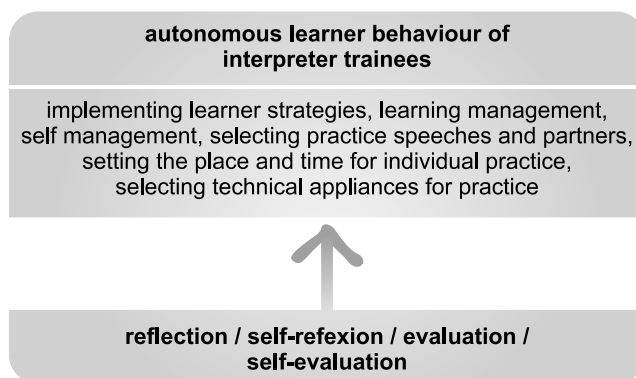 autonomous learner behaviour of
interpreter trainees
implementing learner strategies, learning management,
self management, selecting practice speeches and partners,
setting the place and time for individual practice,
selecting technical appliances for practice
reflection / self-refexion / evaluation /
self-evaluation